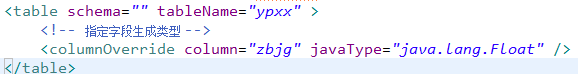 <table schema="" tableName="ypxx" >
<!-- 指定字段生成类型 -->
<columnOverride column="zbjg" javaType="java.lang.Float" />
</table>